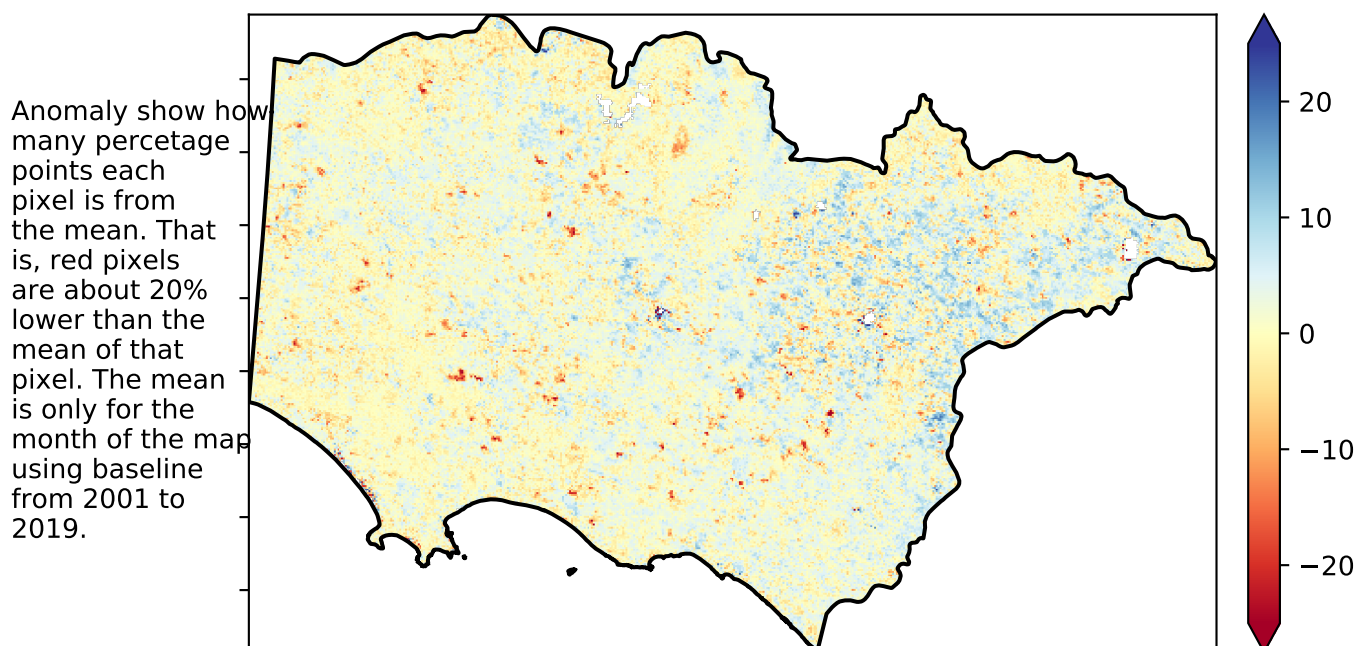 Anomaly show how
many percetage
points each
pixel is from
the mean. That
is, red pixels
are about 20%
lower than the
mean of that
pixel. The mean
is only for the
month of the map
using baseline
from 2001 to
2019.
20
10
0
−10
−20